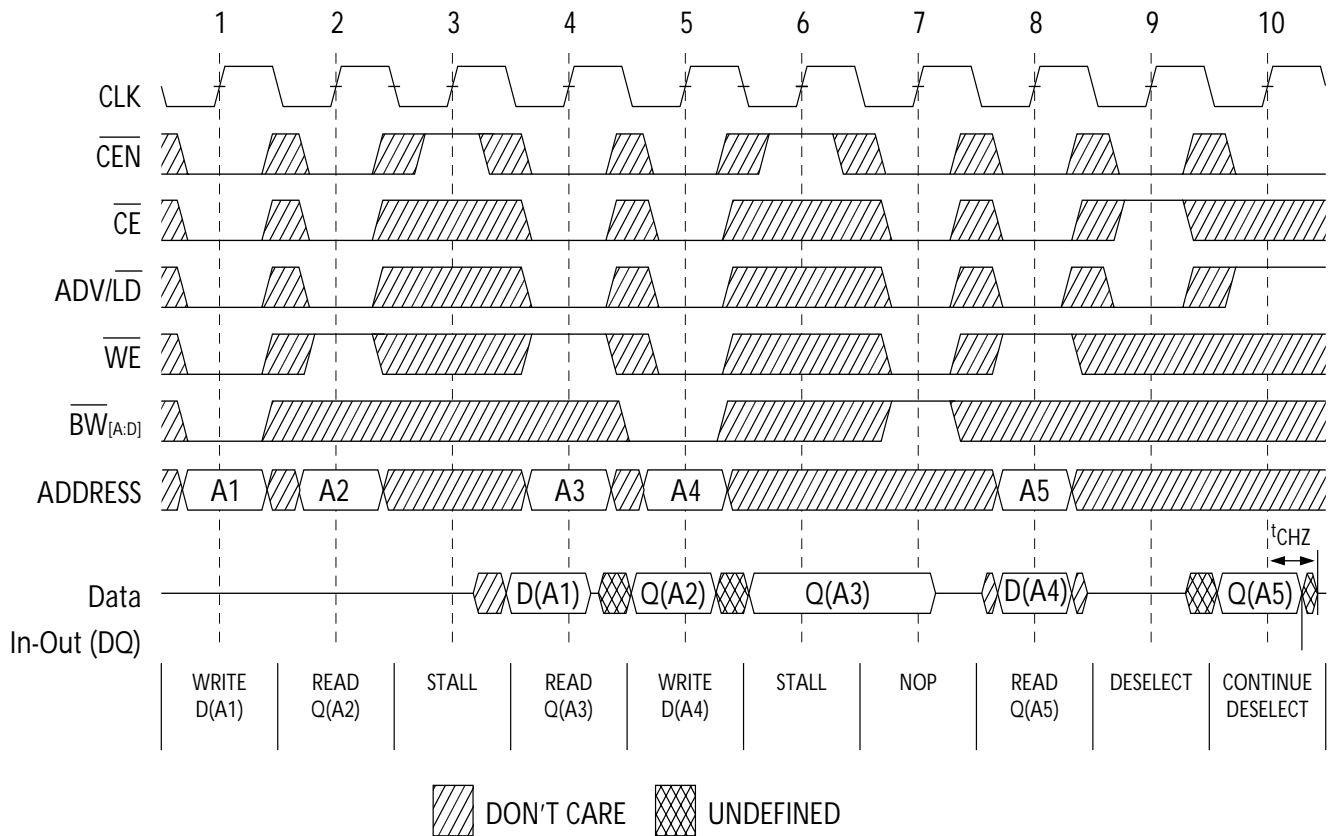 1 2 3 4 5 6 7 8 9 10
CLK
CEN
CE
ADV/LD
WE
BW[A:D]
ADDRESS A1 A2 A3 A4 A5
tCHZ
Data D(A1) Q(A2) Q(A3) D(A4) Q(A5)
In-Out (DQ)
WRITE READ STALL READ WRITE STALL NOP READ DESELECT CONTINUE
D(A1) Q(A2) Q(A3) D(A4) Q(A5) DESELECT
DON'T CARE UNDEFINED